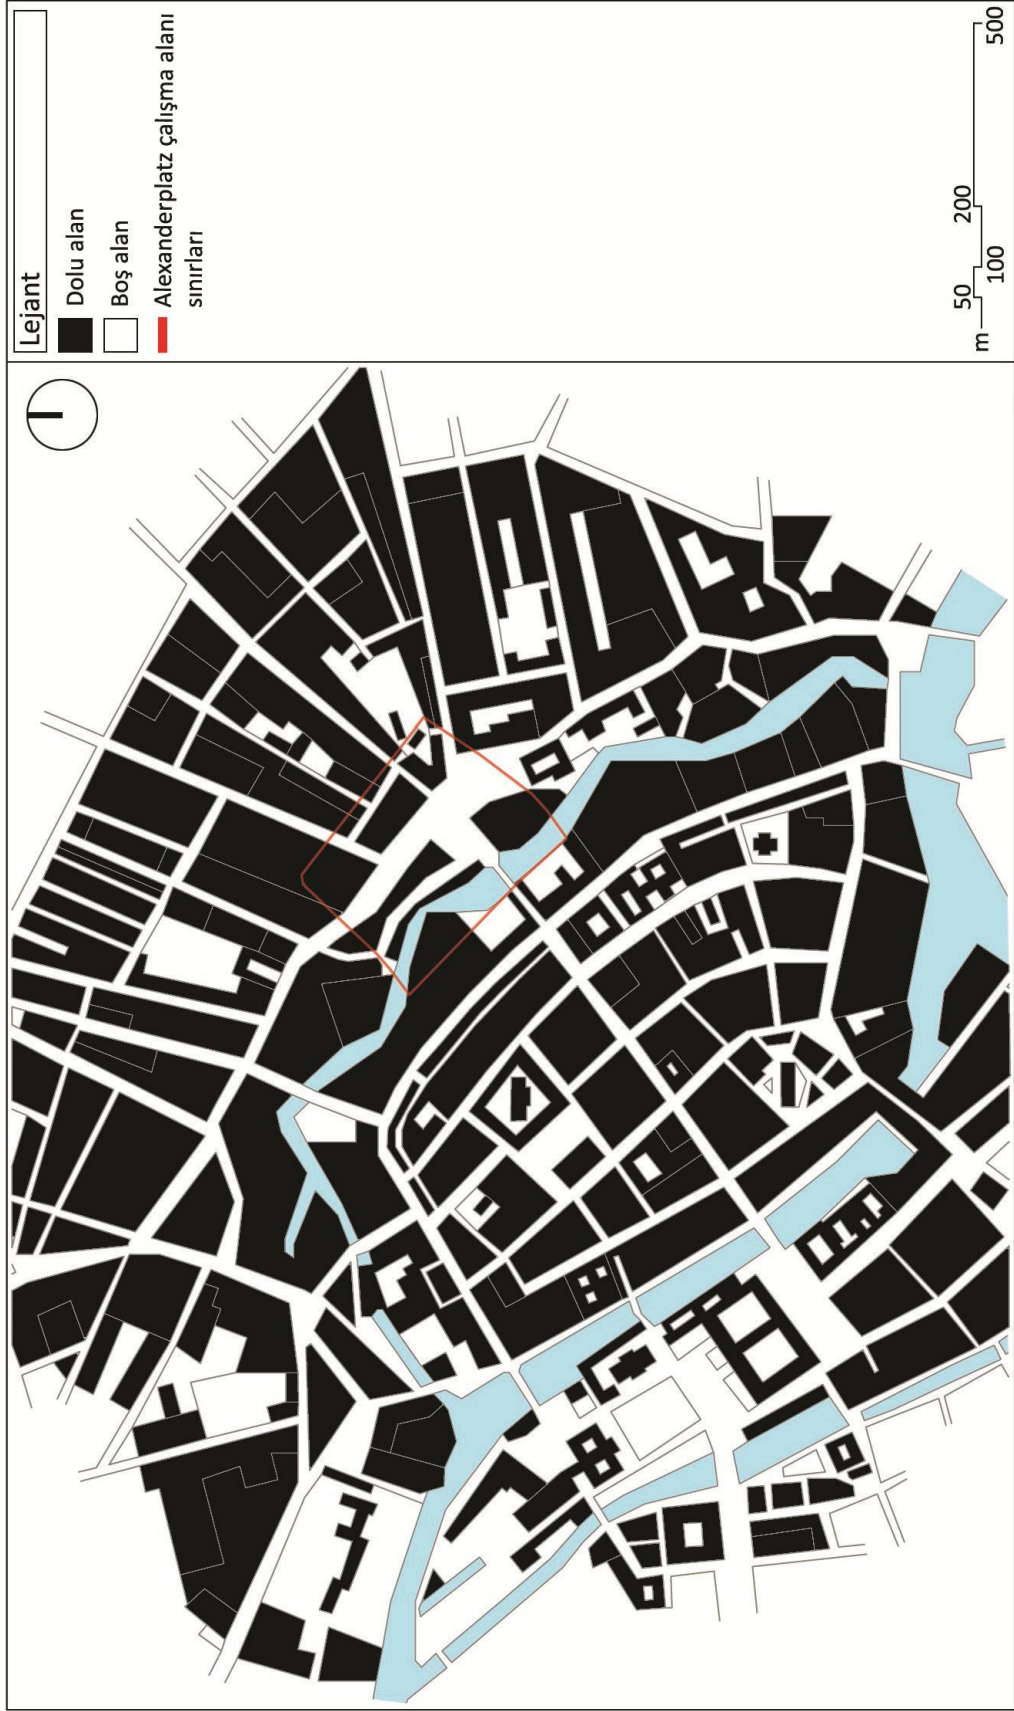 Lejant
Dolu alan
Boş alan
Alexanderplatz çalışma alanı
sınırları
m 50 100 200 500